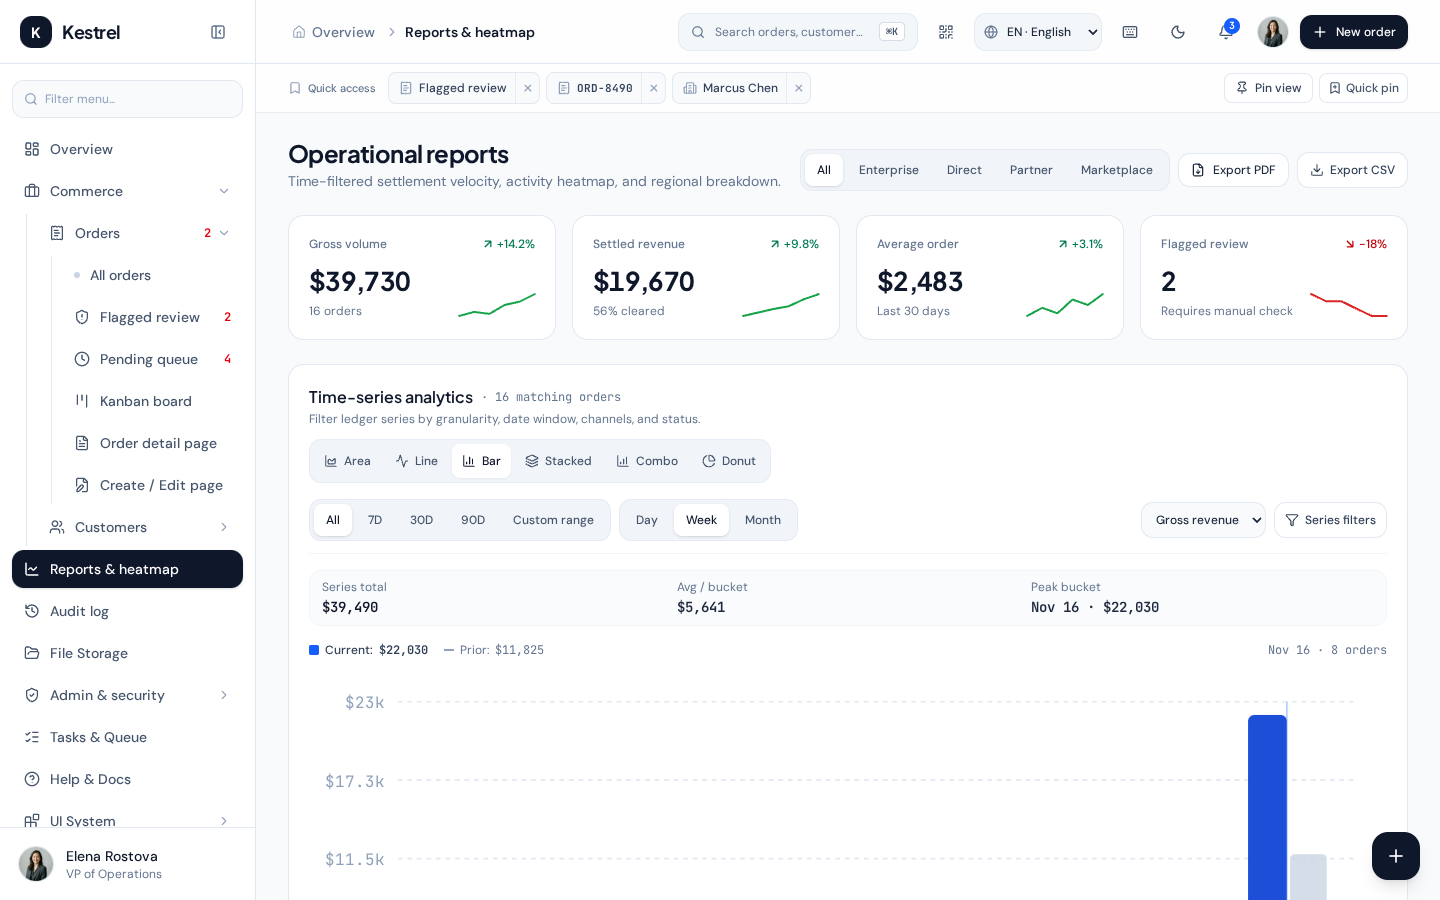 K Kestrel
Filter menu...
Overview
Commerce
Orders 2
All orders
Flagged review 2
Pending queue 4
Kanban board
Order detail page
Create / Edit page
Customers
Reports & heatmap
Audit log
File Storage
Admin & security
Tasks & Queue
Help & Docs
UI System
Elena Rostova
VP of Operations
Overview > Reports & heatmap
Search orders, customer... ⌘K
EN · English
3
New order
Quick access
Flagged review ×
ORD-8490 ×
Marcus Chen ×
Pin view
Quick pin
Operational reports
Time-filtered settlement velocity, activity heatmap, and regional breakdown.
All Enterprise Direct Partner Marketplace
Export PDF
Export CSV
Gross volume +14.2%
$39,730
16 orders
Settled revenue +9.8%
$19,670
56% cleared
Average order +3.1%
$2,483
Last 30 days
Flagged review -18%
2
Requires manual check
Time-series analytics · 16 matching orders
Filter ledger series by granularity, date window, channels, and status.
Area Line Bar Stacked Combo Donut
All 7D 30D 90D Custom range
Day Week Month
Gross revenue
Series filters
Series total
$39,490
Avg / bucket
$5,641
Peak bucket
Nov 16 · $22,030
Current: $22,030 — Prior: $11,825
Nov 16 · 8 orders
$23k
$17.3k
$11.5k